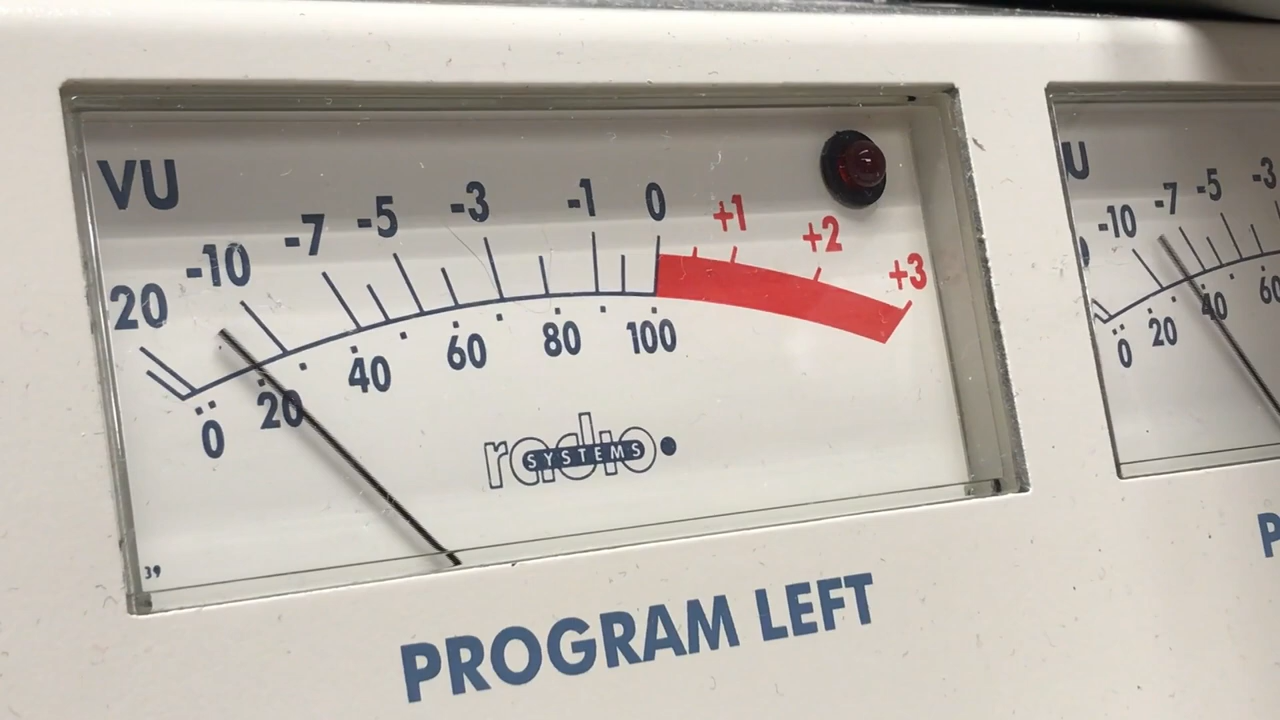 VU
20 -10 -7 -5 -3 -1 0 +1 +2 +3
0 20 40 60 80 100
radio
SYSTEMS
39
PROGRAM LEFT
U
-10 -7 -5 -3
0 20 40 60
P